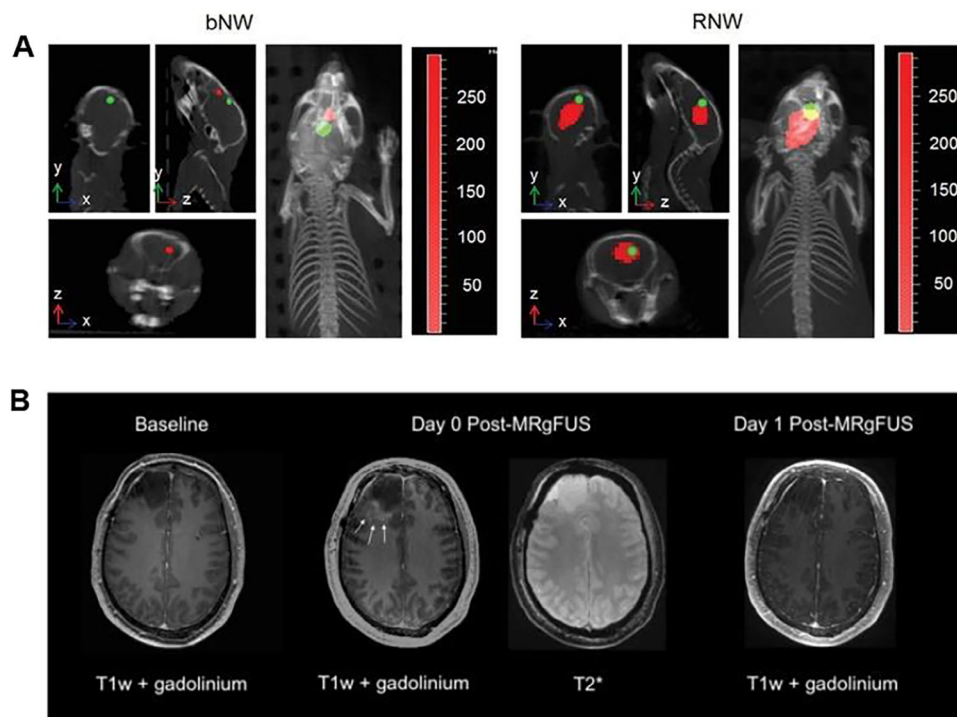 A
bNW
RNW
y
x
y
z
z
x
250
200
150
100
50
y
x
y
z
z
x
250
200
150
100
50
B
Baseline
Day 0 Post-MRgFUS
Day 1 Post-MRgFUS
T1w + gadolinium
T1w + gadolinium
T2*
T1w + gadolinium